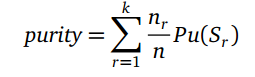 purity = \sum_{r=1}^{k} \frac{n_r}{n} Pu(S_r)